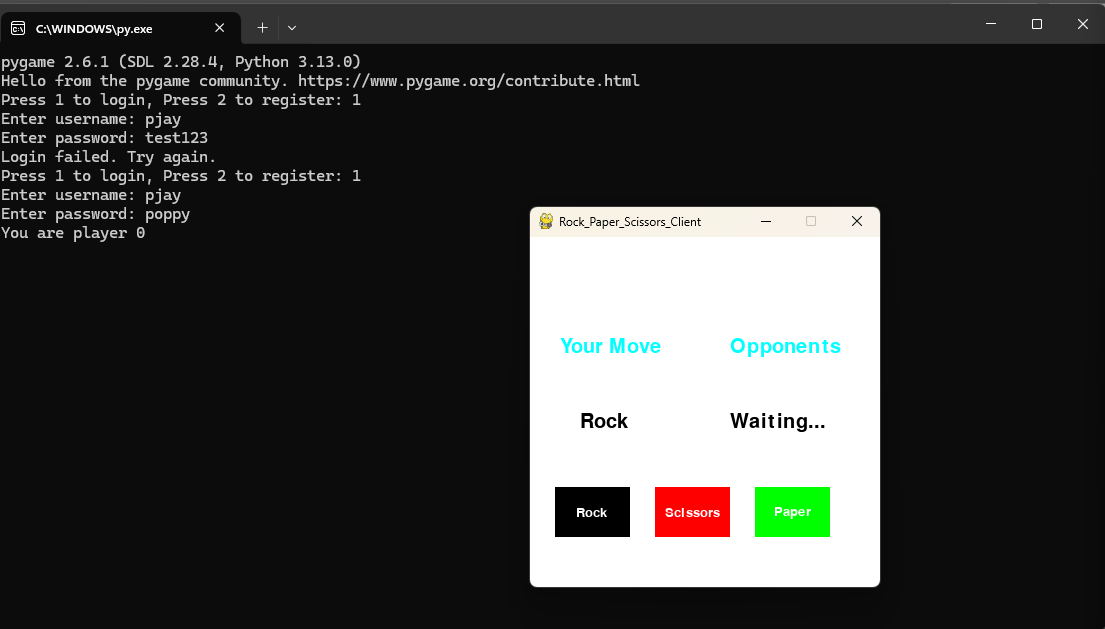 C:\WINDOWS\py.exe
pygame 2.6.1 (SDL 2.28.4, Python 3.13.0)
Hello from the pygame community. https://www.pygame.org/contribute.html
Press 1 to login, Press 2 to register: 1
Enter username: pjay
Enter password: test123
Login failed. Try again.
Press 1 to login, Press 2 to register: 1
Enter username: pjay
Enter password: poppy
You are player 0
Rock_Paper_Scissors_Client
Your Move Opponents
Rock Waiting...
Rock Scissors Paper